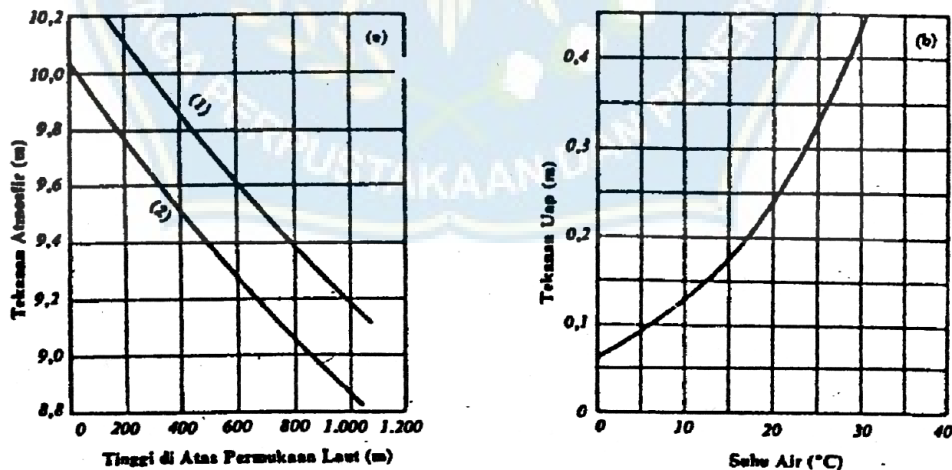 10,2
10,0
9,8
9,6
9,4
9,2
9,0
8,8
0 200 400 600 800 1.000 1.200
Tekanan Atmosfir (m)
Tinggi di Atas Permukaan Laut (m)
(a)
(1)
(2)
0,4
0,3
0,2
0,1
0
0 10 20 30 40
Tekanan Uap (m)
Suhu Air (°C)
(b)
PERPUSTAKAAN DAN